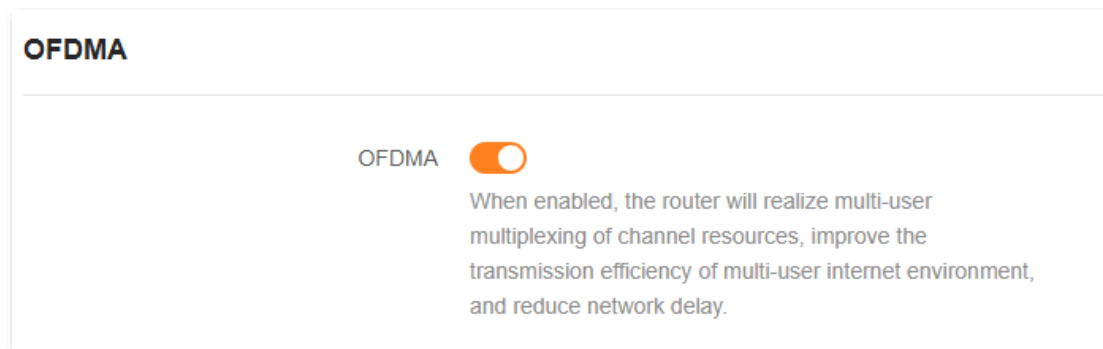 OFDMA
OFDMA
When enabled, the router will realize multi-user
multiplexing of channel resources, improve the
transmission efficiency of multi-user internet environment,
and reduce network delay.